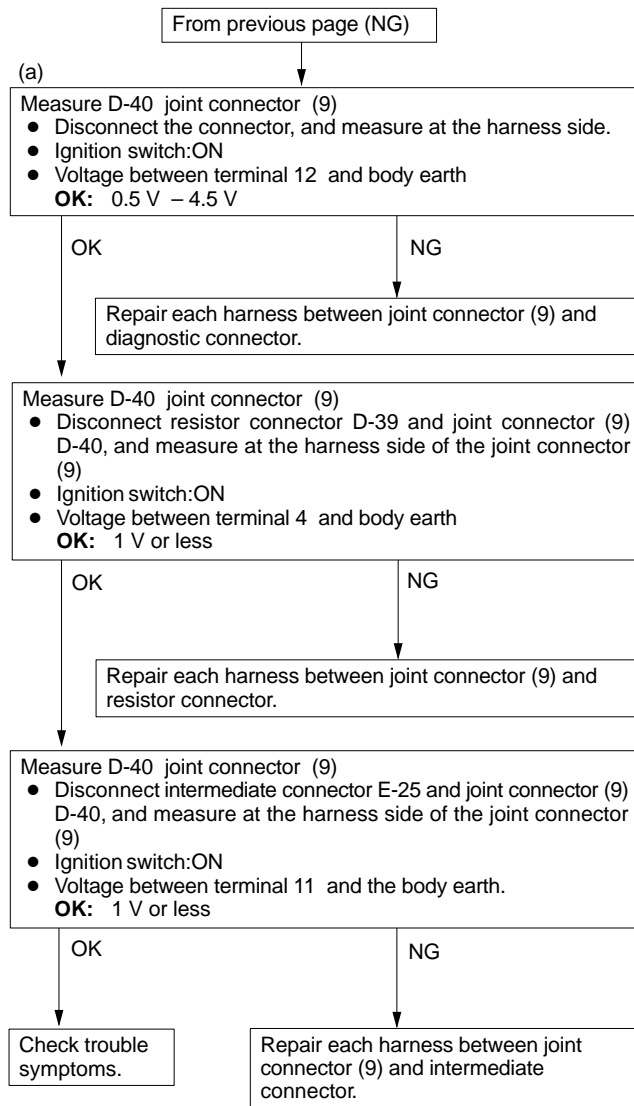 From previous page (NG)
(a)
Measure D-40 joint connector (9)
● Disconnect the connector, and measure at the harness side.
● Ignition switch:ON
● Voltage between terminal 12 and body earth
OK: 0.5 V – 4.5 V
OK
NG
Repair each harness between joint connector (9) and
diagnostic connector.
Measure D-40 joint connector (9)
● Disconnect resistor connector D-39 and joint connector (9)
D-40, and measure at the harness side of the joint connector
(9)
● Ignition switch:ON
● Voltage between terminal 4 and body earth
OK: 1 V or less
OK
NG
Repair each harness between joint connector (9) and
resistor connector.
Measure D-40 joint connector (9)
● Disconnect intermediate connector E-25 and joint connector (9)
D-40, and measure at the harness side of the joint connector
(9)
● Ignition switch:ON
● Voltage between terminal 11 and the body earth.
OK: 1 V or less
OK
NG
Check trouble
symptoms.
Repair each harness between joint
connector (9) and intermediate
connector.